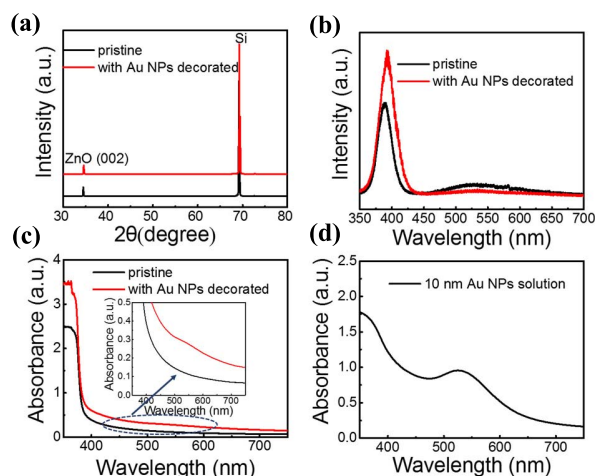 (a)
Intensity (a.u.)
Si
pristine
with Au NPs decorated
ZnO (002)
30 40 50 60 70 80
2θ(degree)
(b)
Intensity (a.u.)
pristine
with Au NPs decorated
350 400 450 500 550 600 700
Wavelength (nm)
(c)
Absorbance (a.u.)
5
4
3
2
1
0
pristine
with Au NPs decorated
Absorbance (a.u.)
0.5
0.4
0.3
0.2
0.1
0.0
400 500 600 700
Wavelength (nm)
400 500 600 700
Wavelength (nm)
(d)
Absorbance (a.u.)
2.5
2.0
1.5
1.0
0.5
0.0
10 nm Au NPs solution
400 500 600 700
Wavelength (nm)